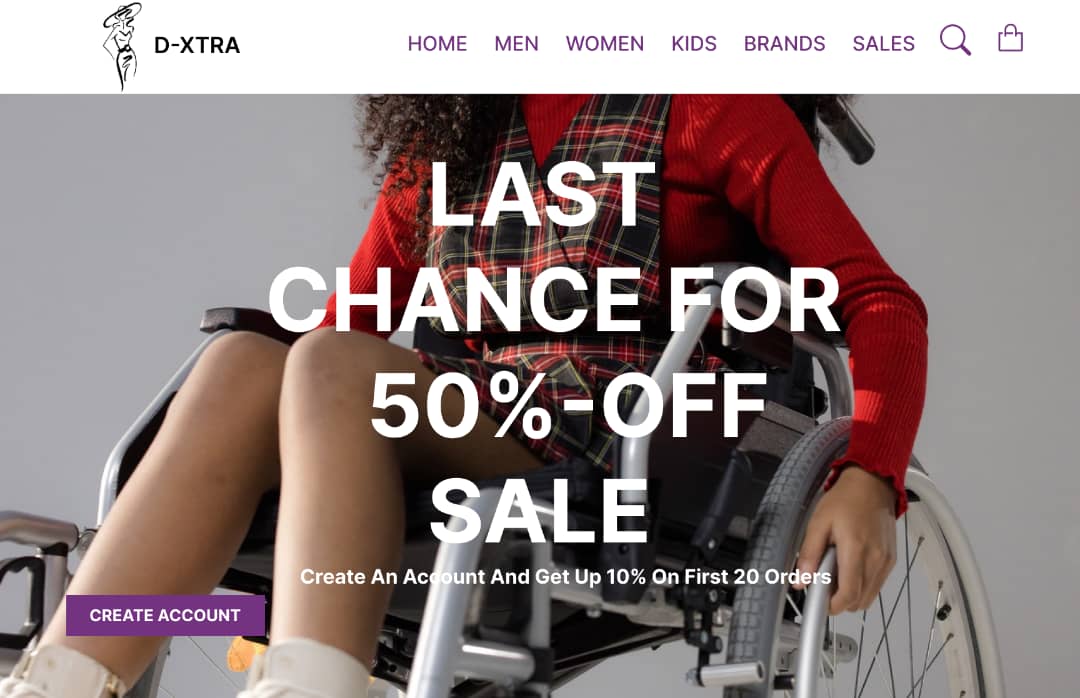 D-XTRA
HOME MEN WOMEN KIDS BRANDS SALES
LAST
CHANCE FOR
50%-OFF
SALE
Create An Account And Get Up 10% On First 20 Orders
CREATE ACCOUNT